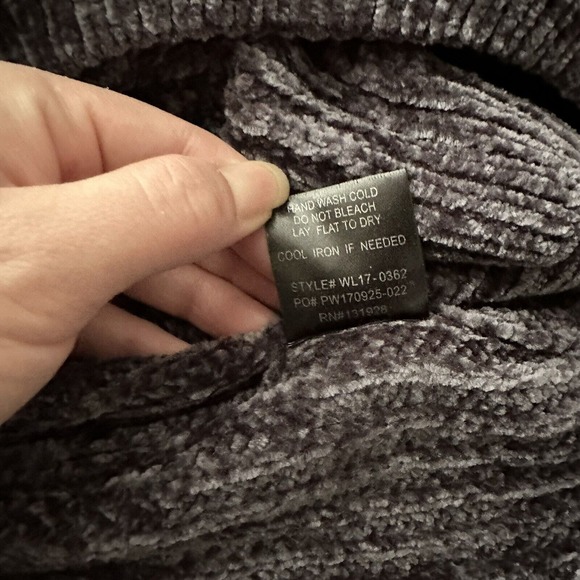 HAND WASH COLD
DO NOT BLEACH
LAY FLAT TO DRY
COOL IRON IF NEEDED
STYLE# WL17-0362
PO# PW170925-022
RN#131928